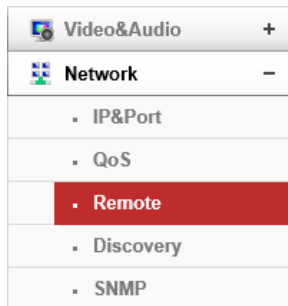 Video&Audio +
Network -
IP&Port
QoS
Remote
Discovery
SNMP